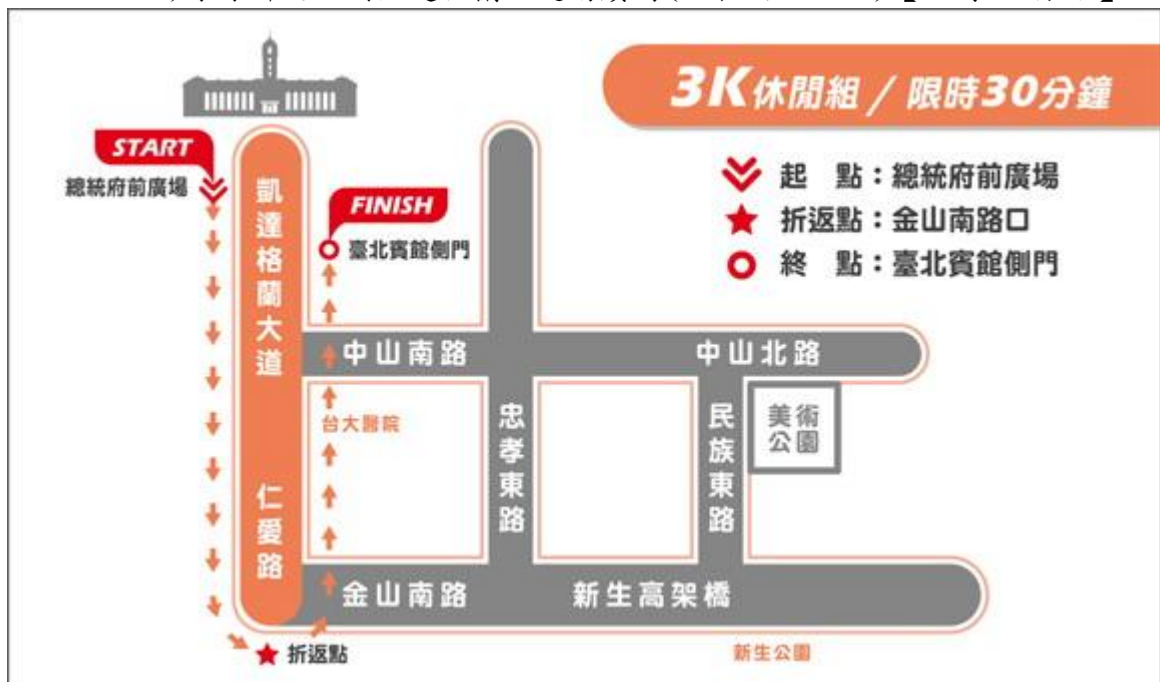 3K休閒組 / 限時30分鐘
START
總統府前廣場
凱達格蘭大道
FINISH
臺北賓館側門
起 點：總統府前廣場
折返點：金山南路口
終 點：臺北賓館側門
中山南路
中山北路
台大醫院
忠孝東路
民族東路
美術
公園
仁愛路
金山南路
新生高架橋
折返點
新生公園